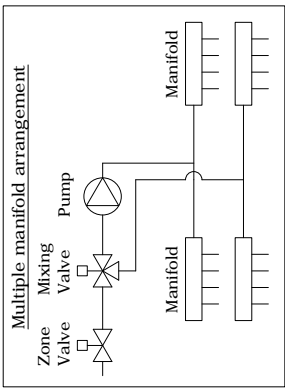 Multiple manifold arrangement
Zone
Valve
Mixing
Valve
Pump
Manifold
Manifold